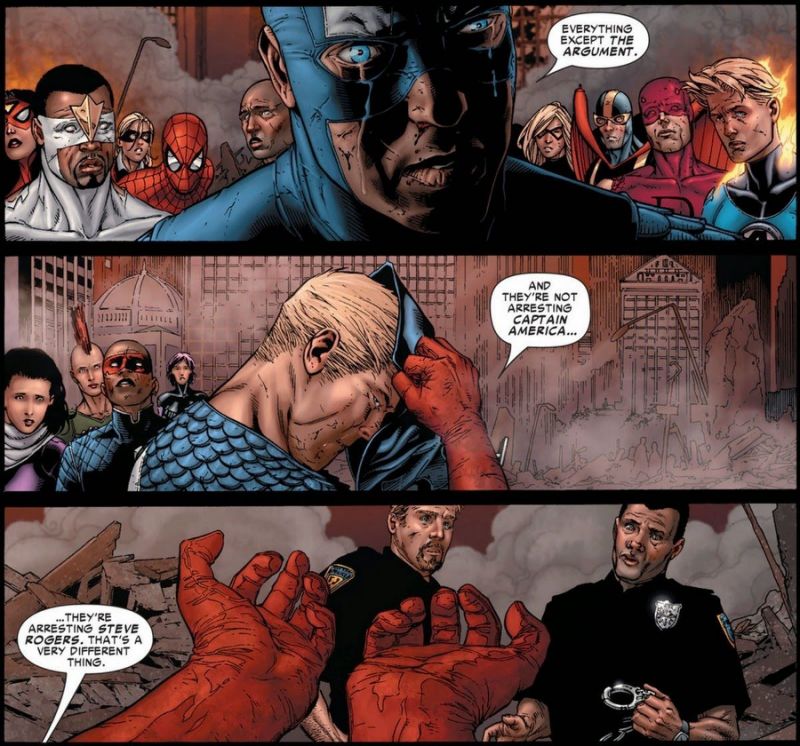 EVERYTHING
EXCEPT THE
ARGUMENT.
AND
THEY'RE NOT
ARRESTING
CAPTAIN
AMERICA...
...THEY'RE
ARRESTING STEVE
ROGERS. THAT'S A
VERY DIFFERENT
THING.